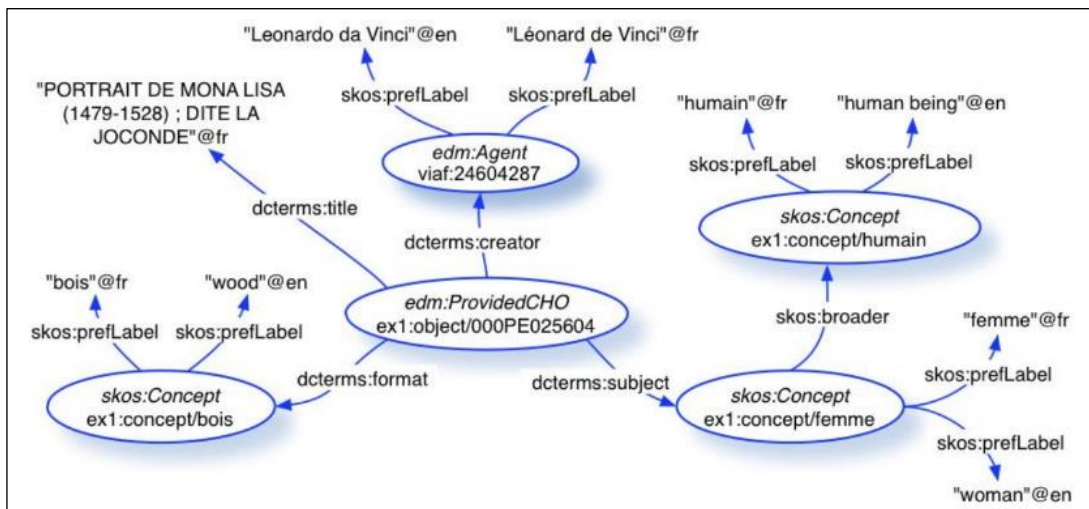 "Leonardo da Vinci"@en
"Léonard de Vinci"@fr
"PORTRAIT DE MONA LISA
(1479-1528) ; DITE LA
JOCONDE"@fr
skos:prefLabel
skos:prefLabel
"humain"@fr
"human being"@en
skos:prefLabel
skos:prefLabel
edm:Agent
viaf:24604287
dcterms:title
skos:Concept
ex1:concept/humain
dcterms:creator
"bois"@fr
"wood"@en
edm:ProvidedCHO
ex1:object/000PE025604
skos:prefLabel
skos:prefLabel
skos:broader
"femme"@fr
dcterms:format
dcterms:subject
skos:prefLabel
skos:Concept
ex1:concept/bois
skos:Concept
ex1:concept/femme
skos:prefLabel
"woman"@en